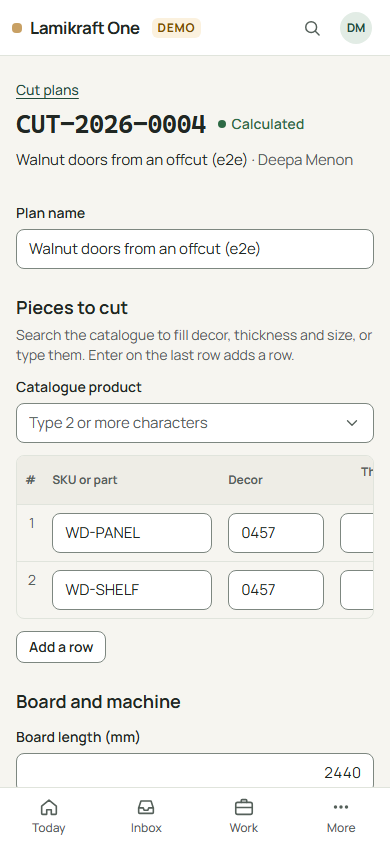 Lamikraft One DEMO DM
Cut plans
CUT-2026-0004 Calculated
Walnut doors from an offcut (e2e) · Deepa Menon
Plan name
Walnut doors from an offcut (e2e)
Pieces to cut
Search the catalogue to fill decor, thickness and size, or
type them. Enter on the last row adds a row.
Catalogue product
Type 2 or more characters
# SKU or part Decor Th
1 WD-PANEL 0457
2 WD-SHELF 0457
Add a row
Board and machine
Board length (mm)
2440
Today Inbox Work More